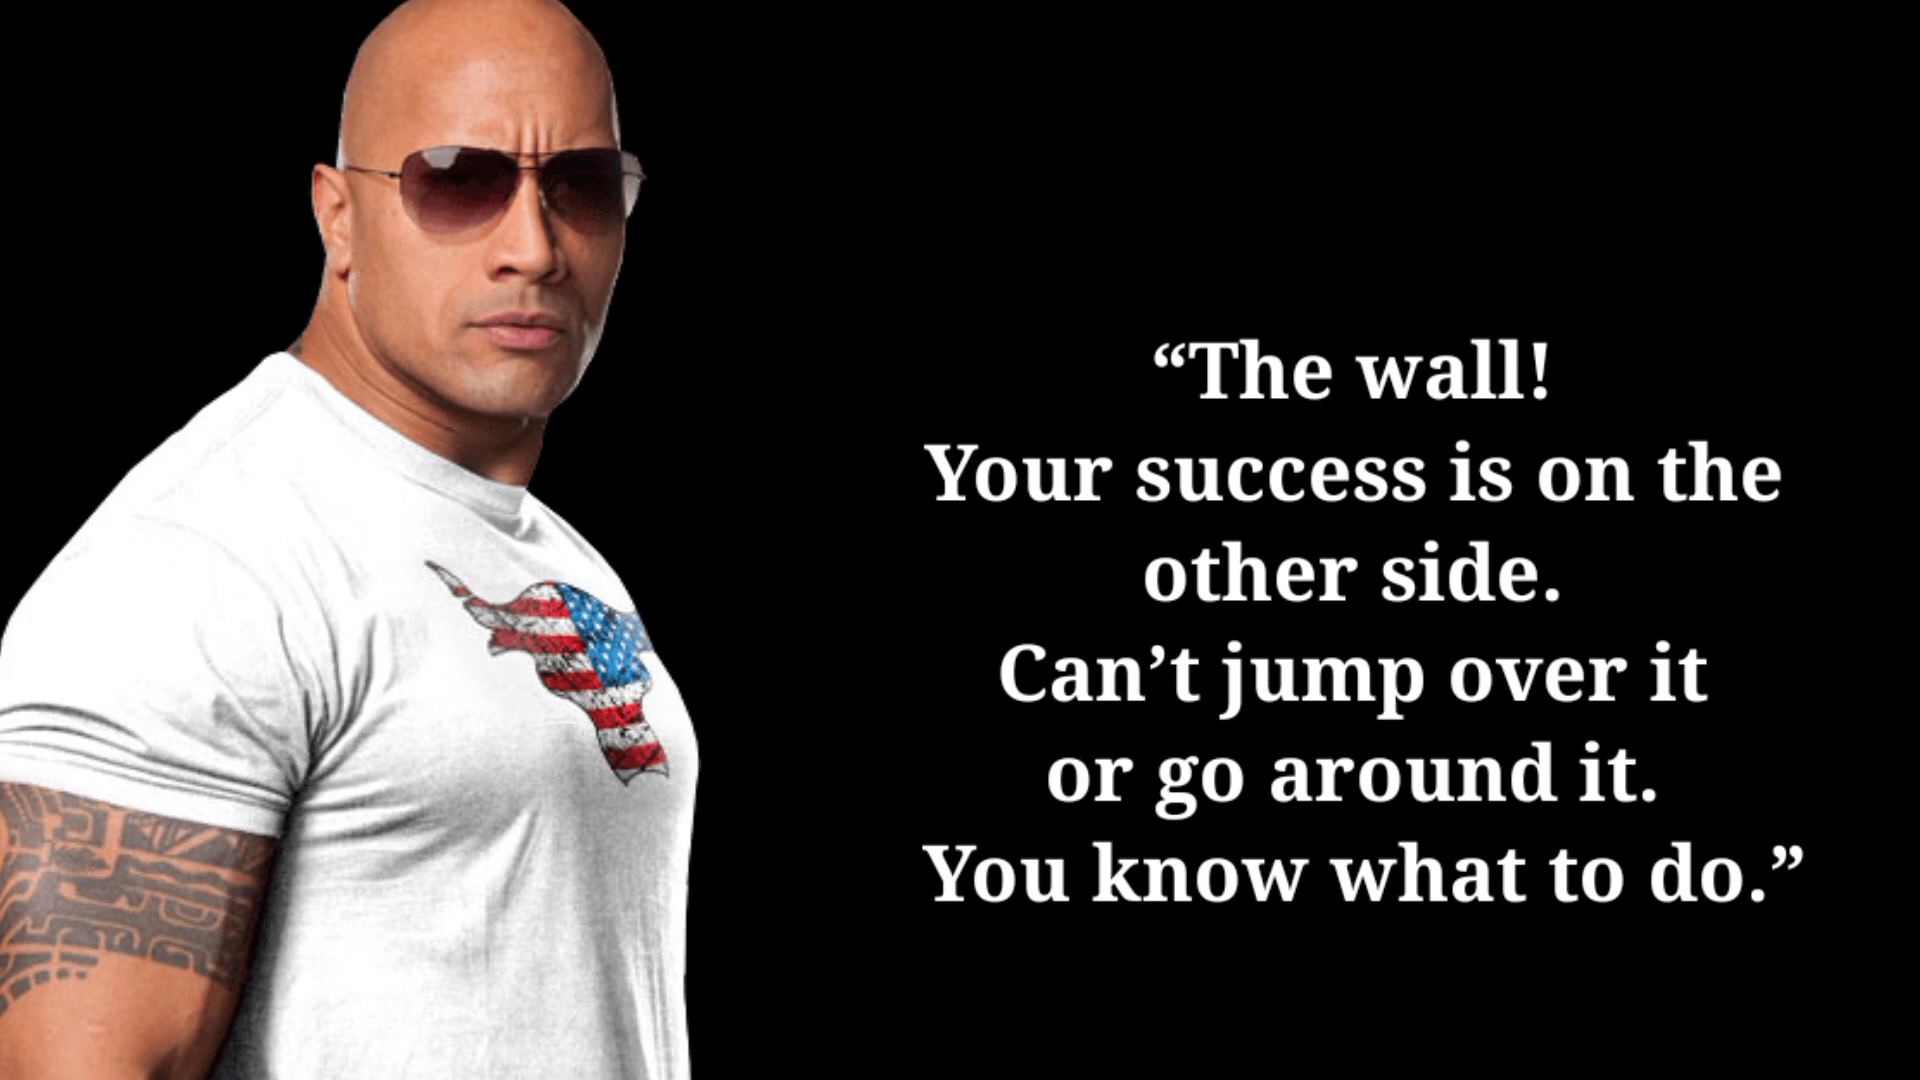 “The wall!
Your success is on the
other side.
Can’t jump over it
or go around it.
You know what to do.”